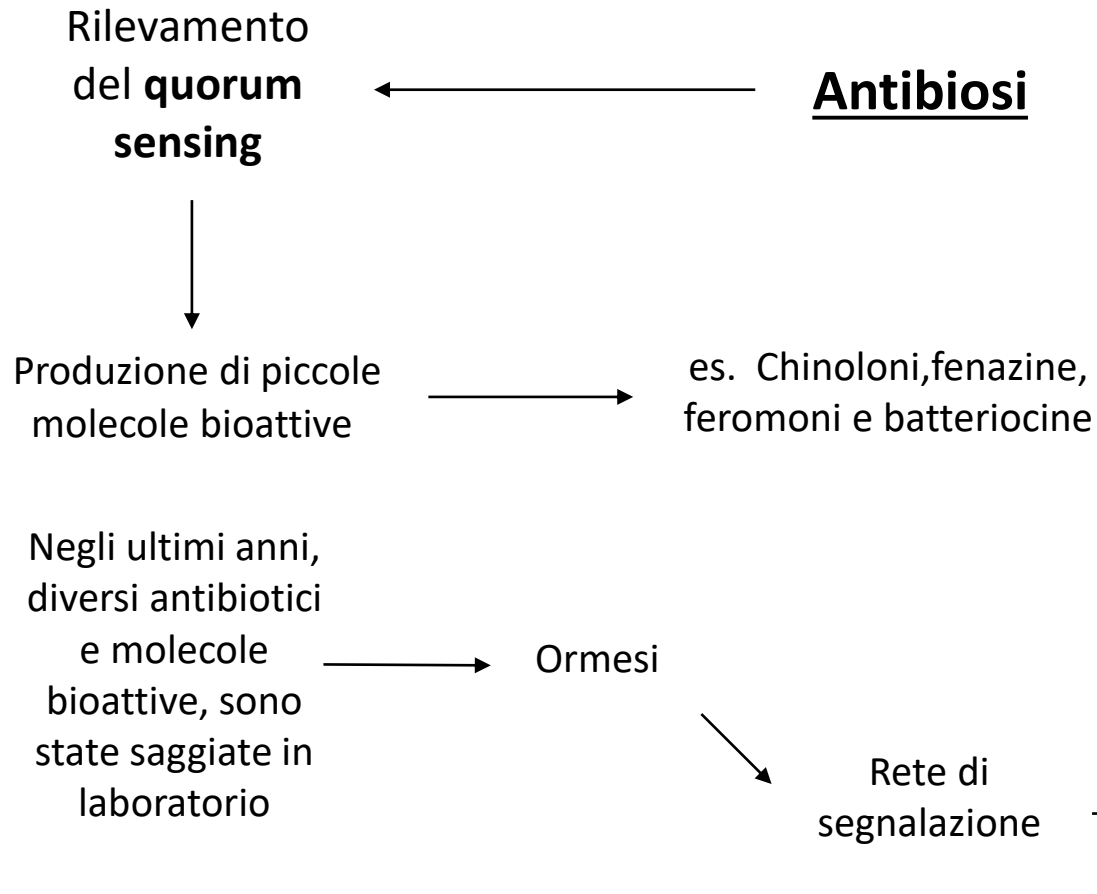 Rilevamento
del quorum
sensing
Antibiosi
Produzione di piccole
molecole bioattive
es. Chinoloni,fenazine,
feromoni e batteriocine
Negli ultimi anni,
diversi antibiotici
e molecole
bioattive, sono
state saggiate in
laboratorio
Ormesi
Rete di
segnalazione